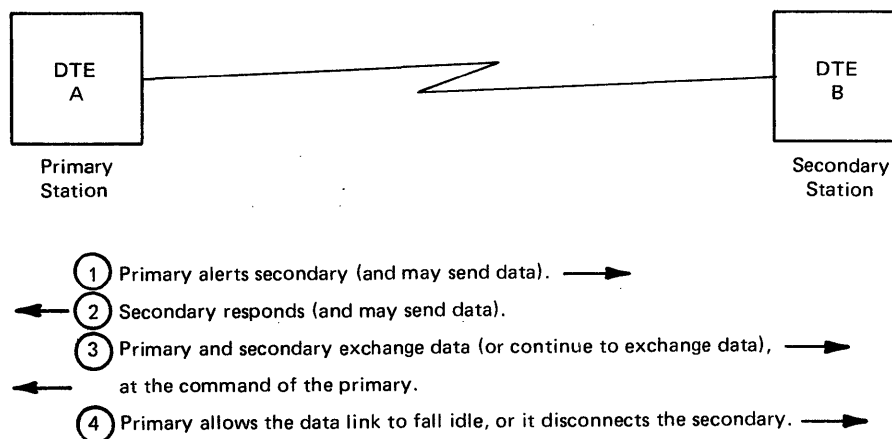 DTE
A
DTE
B
Primary
Station
Secondary
Station
1 Primary alerts secondary (and may send data).
2 Secondary responds (and may send data).
3 Primary and secondary exchange data (or continue to exchange data),
at the command of the primary.
4 Primary allows the data link to fall idle, or it disconnects the secondary.